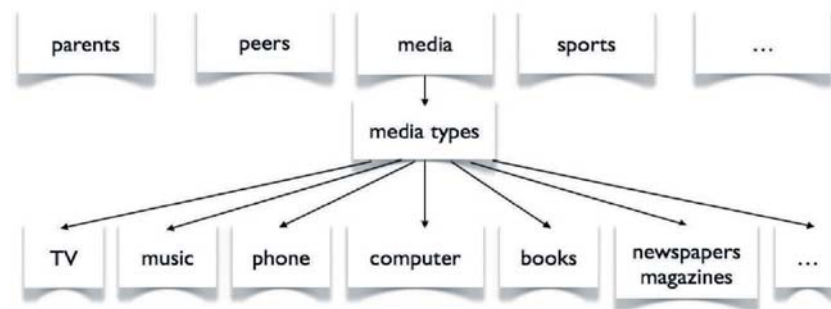 parents peers media sports ...
media types
TV music phone computer books newspapers magazines ...